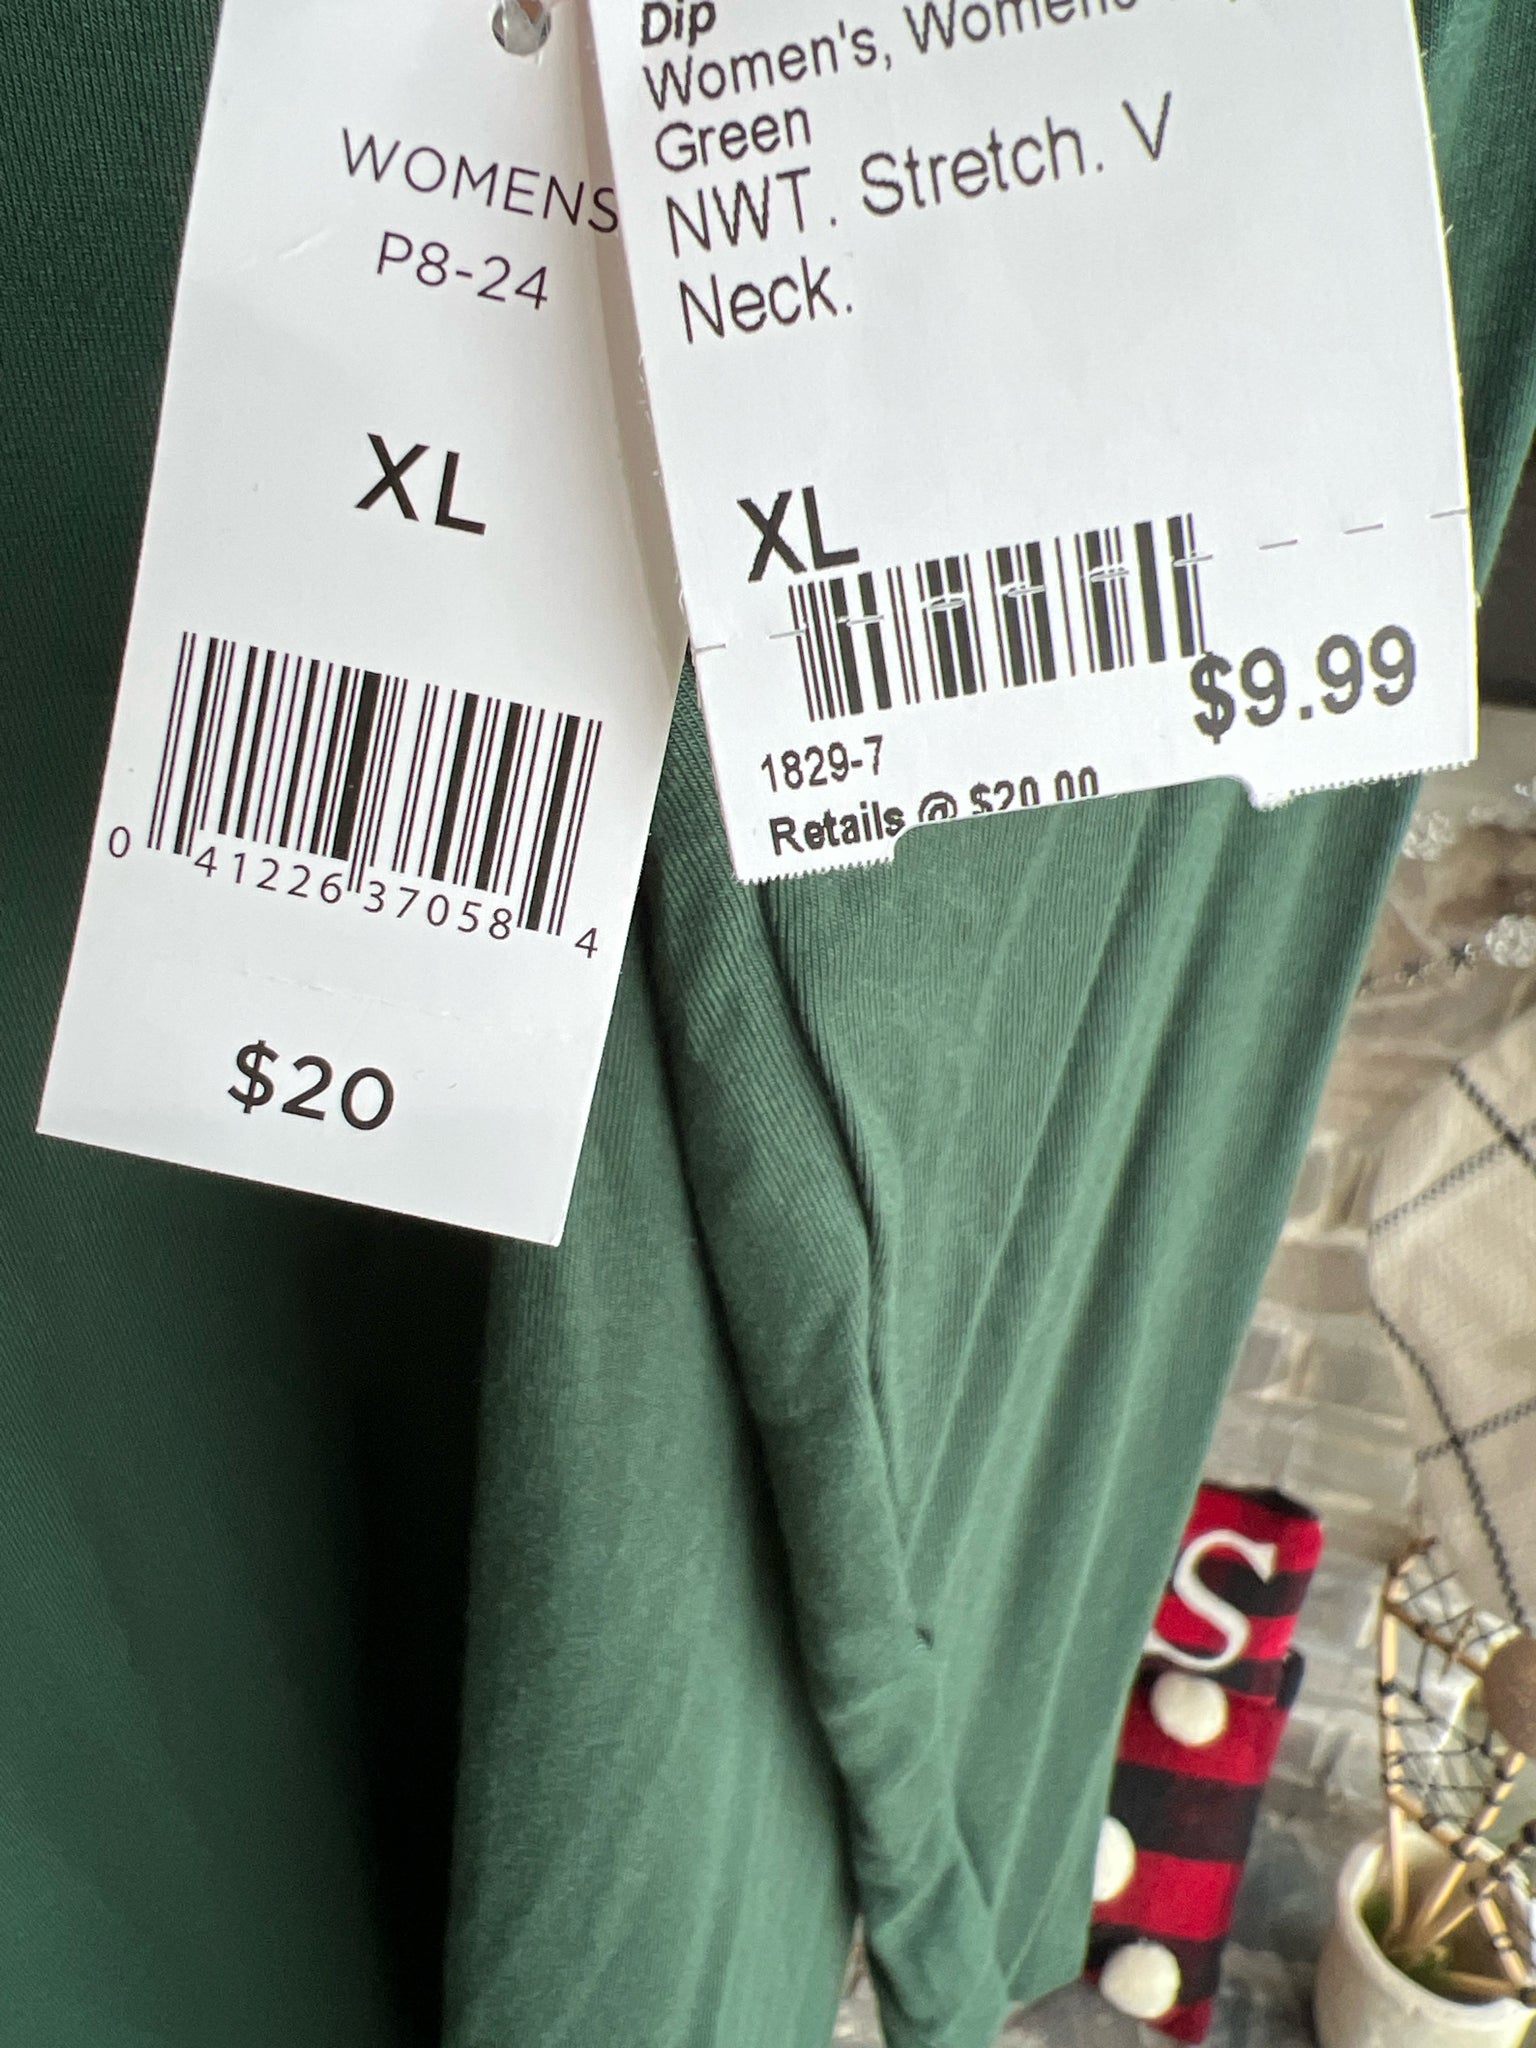 WOMENS
P8-24
XL
0 41226 37058 4
$20
Dip
Women's, Womens
Green
NWT. Stretch. V
Neck.
XL
$9.99
1829-7
Retails @ $20.00
S